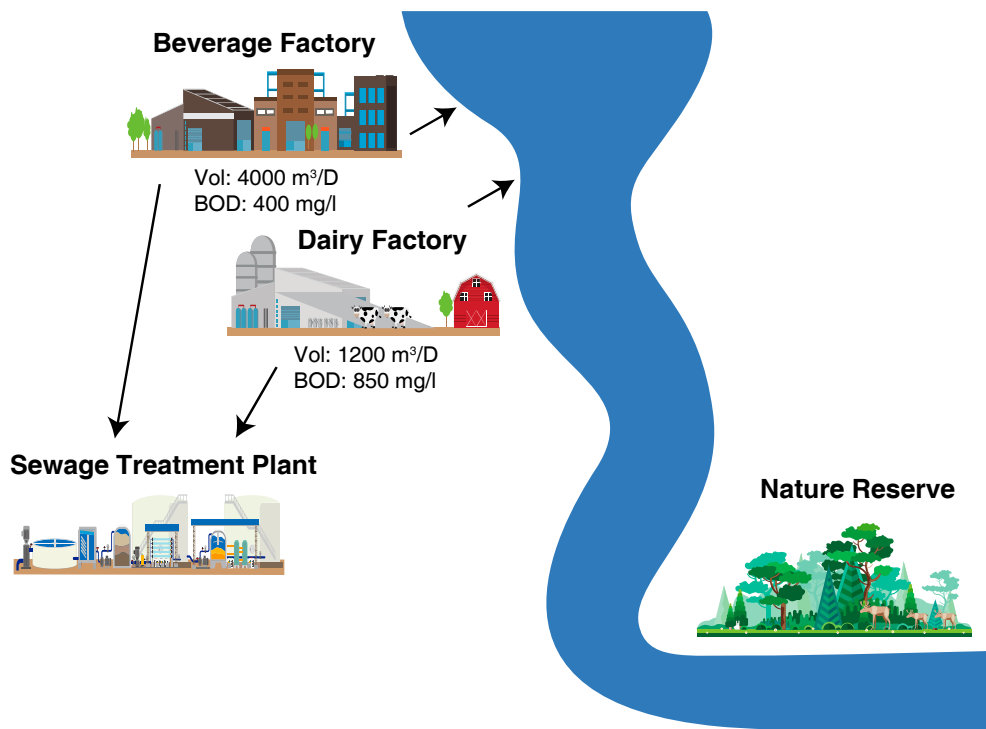 Beverage Factory
Vol: 4000 m³/D
BOD: 400 mg/l
Dairy Factory
Vol: 1200 m³/D
BOD: 850 mg/l
Sewage Treatment Plant
Nature Reserve